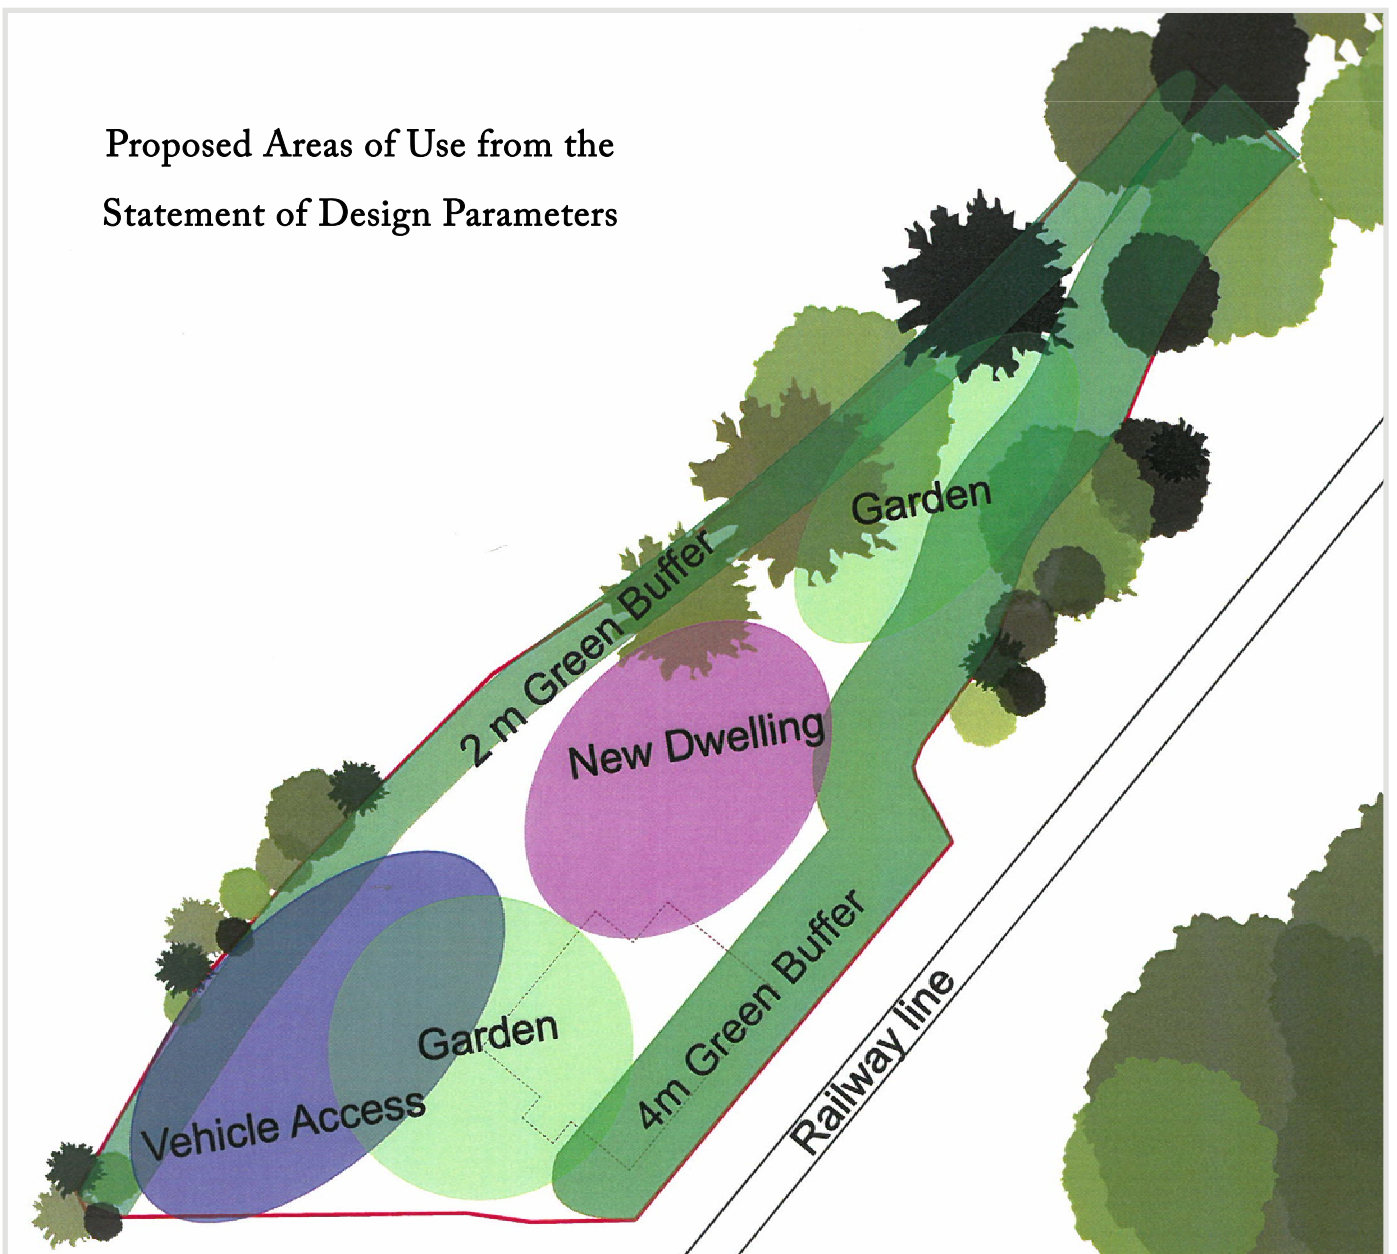 Proposed Areas of Use from the
Statement of Design Parameters
Garden
2 m Green Buffer
New Dwelling
Garden
4m Green Buffer
Vehicle Access
Railway line